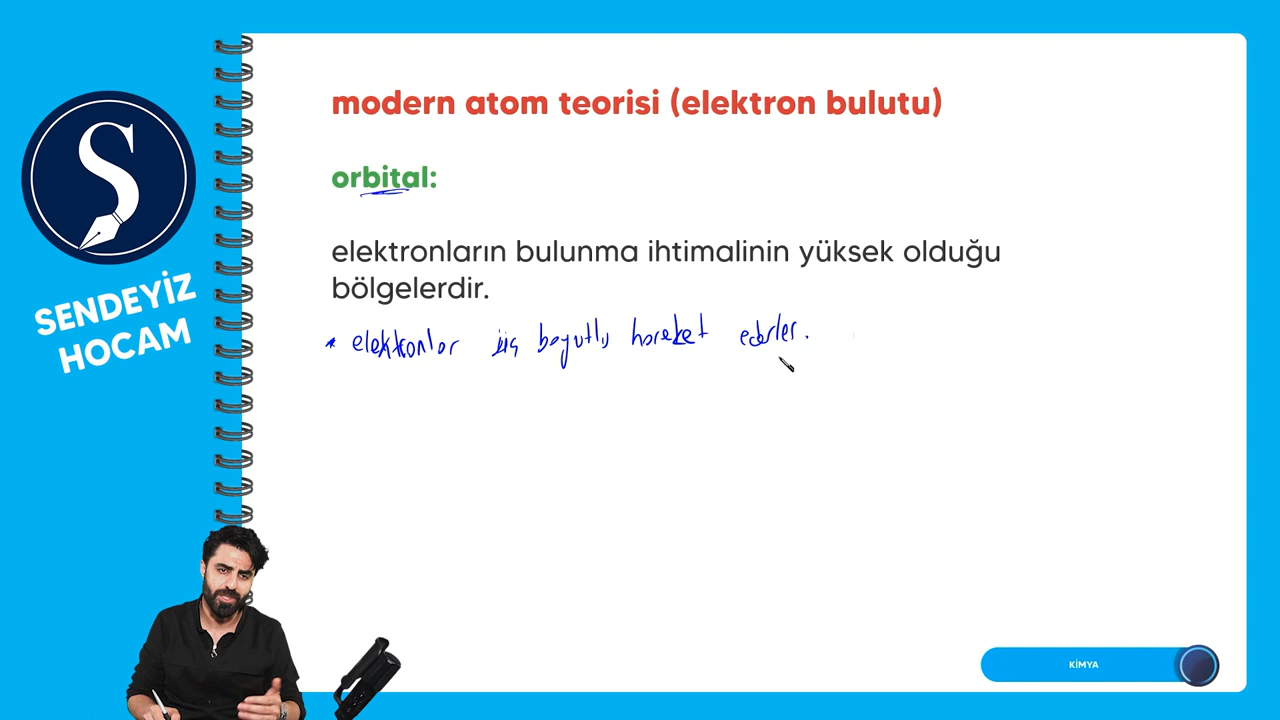 SENDEYİZ
HOCAM
modern atom teorisi (elektron bulutu)
orbital:
elektronların bulunma ihtimalinin yüksek olduğu
bölgelerdir.
* elektronlar üç boyutlu hareket ederler.
KİMYA